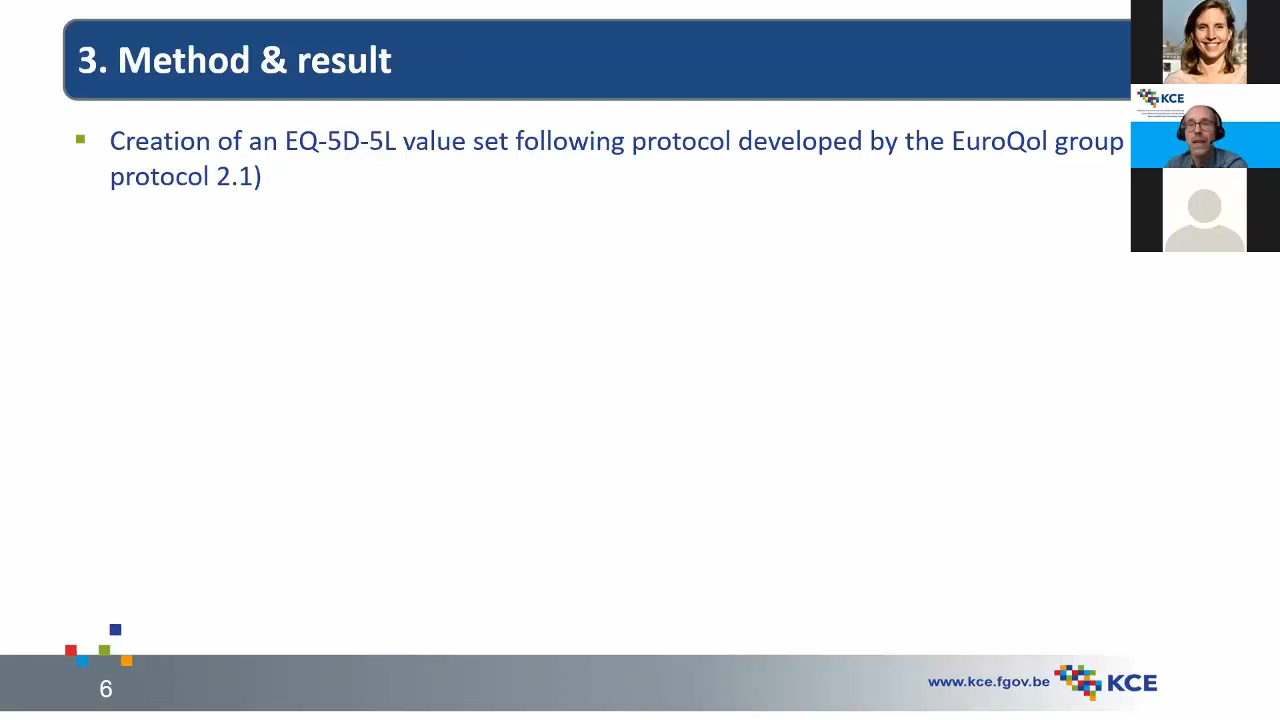 3. Method & result
KCE
Creation of an EQ-5D-5L value set following protocol developed by the EuroQol group
protocol 2.1)
6
www.kce.fgov.be KCE